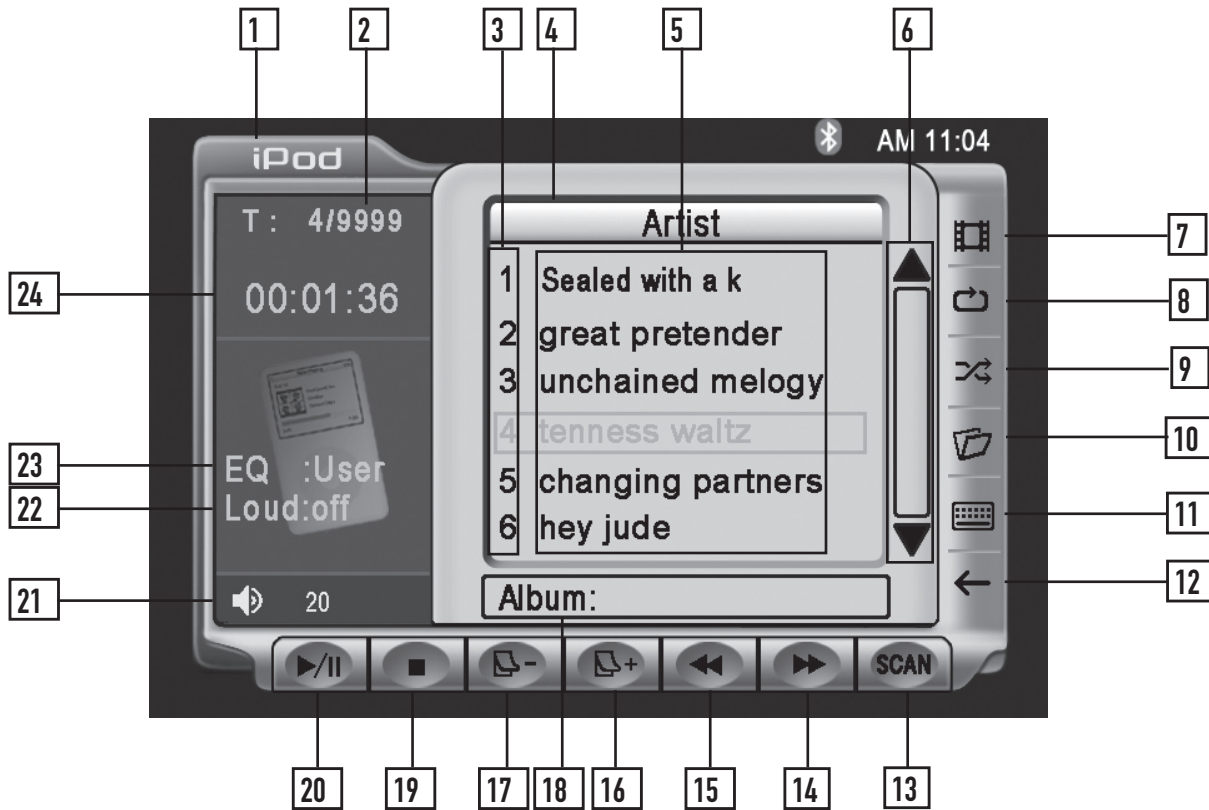 1 2 3 4 5 6
iPod
AM 11:04
T : 4/9999
Artist
7
1 Sealed with a k
24
00:01:36
8
2 great pretender
3 unchained melogy
9
4 tenness waltz
10
23
EQ :User
5 changing partners
22
Loud:off
11
6 hey jude
12
21
20
Album:
SCAN
20 19 17 18 16 15 14 13